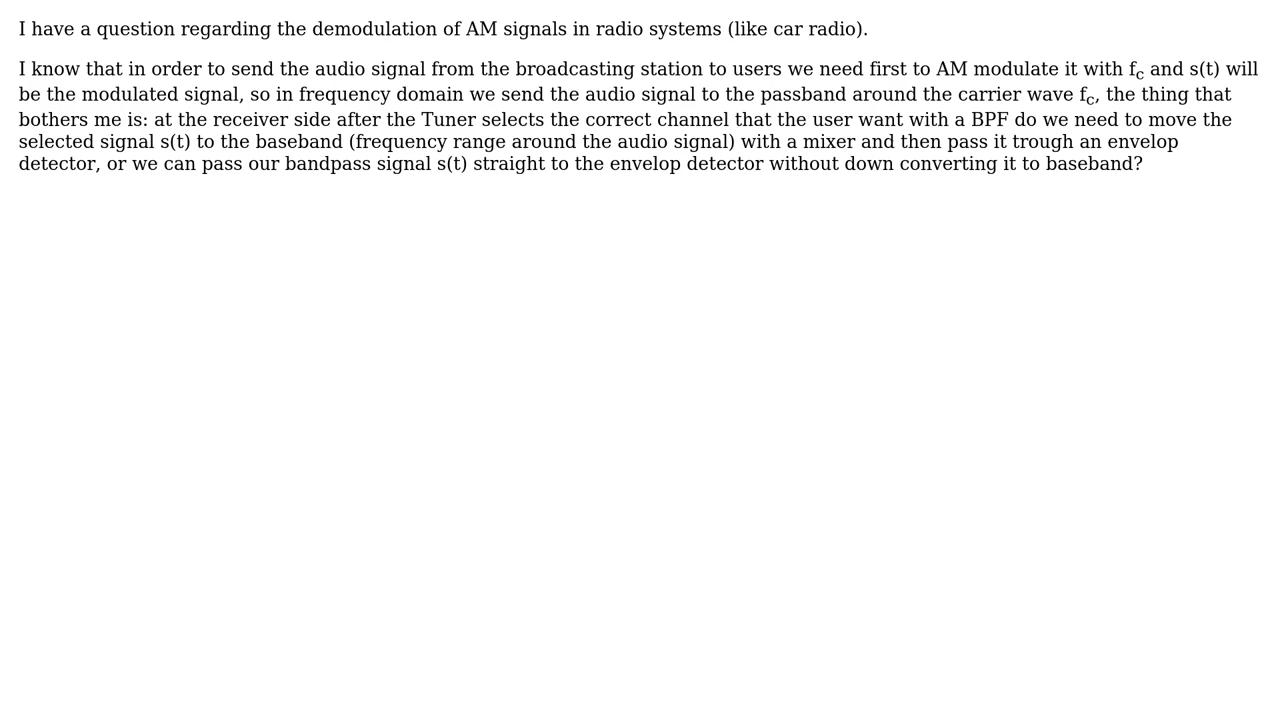 I have a question regarding the demodulation of AM signals in radio systems (like car radio).
I know that in order to send the audio signal from the broadcasting station to users we need first to AM modulate it with fc and s(t) will
be the modulated signal, so in frequency domain we send the audio signal to the passband around the carrier wave fc, the thing that
bothers me is: at the receiver side after the Tuner selects the correct channel that the user want with a BPF do we need to move the
selected signal s(t) to the baseband (frequency range around the audio signal) with a mixer and then pass it trough an envelop
detector, or we can pass our bandpass signal s(t) straight to the envelop detector without down converting it to baseband?